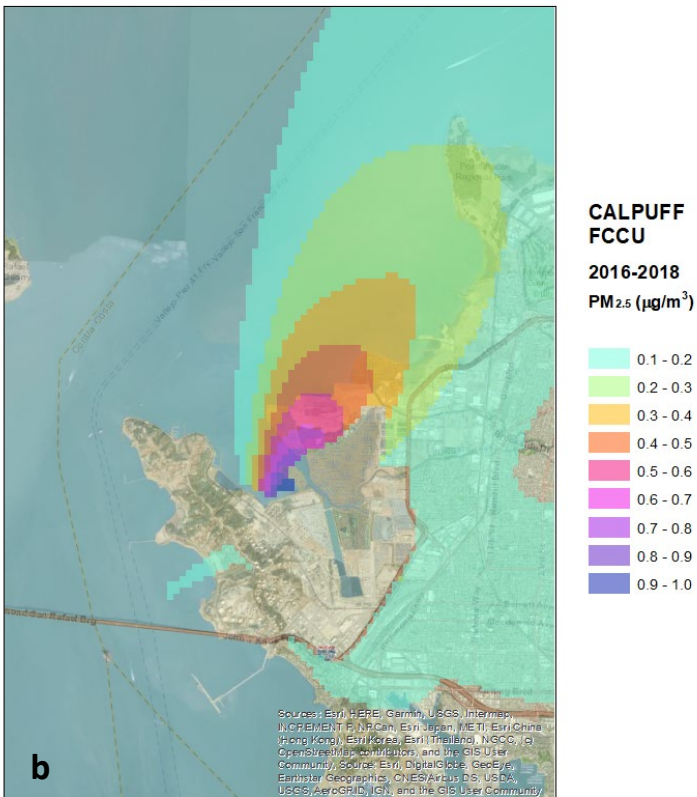 CALPUFF
FCCU
2016-2018
PM2.5 (μg/m³)
0.1 - 0.2
0.2 - 0.3
0.3 - 0.4
0.4 - 0.5
0.5 - 0.6
0.6 - 0.7
0.7 - 0.8
0.8 - 0.9
0.9 - 1.0
Contra Costa
Regional Park
Sources: Esri, HERE, Garmin, USGS, Intermap,
INCREMENT P, NRCan, Esri Japan, METI, Esri China
(Hong Kong), Esri Korea, Esri (Thailand), NGCC, (c)
OpenStreetMap contributors, and the GIS User
Community, Source: Esri, DigitalGlobe, GeoEye,
Earthstar Geographics, CNES/Airbus DS, USDA,
USGS, AeroGRID, IGN, and the GIS User Community
b